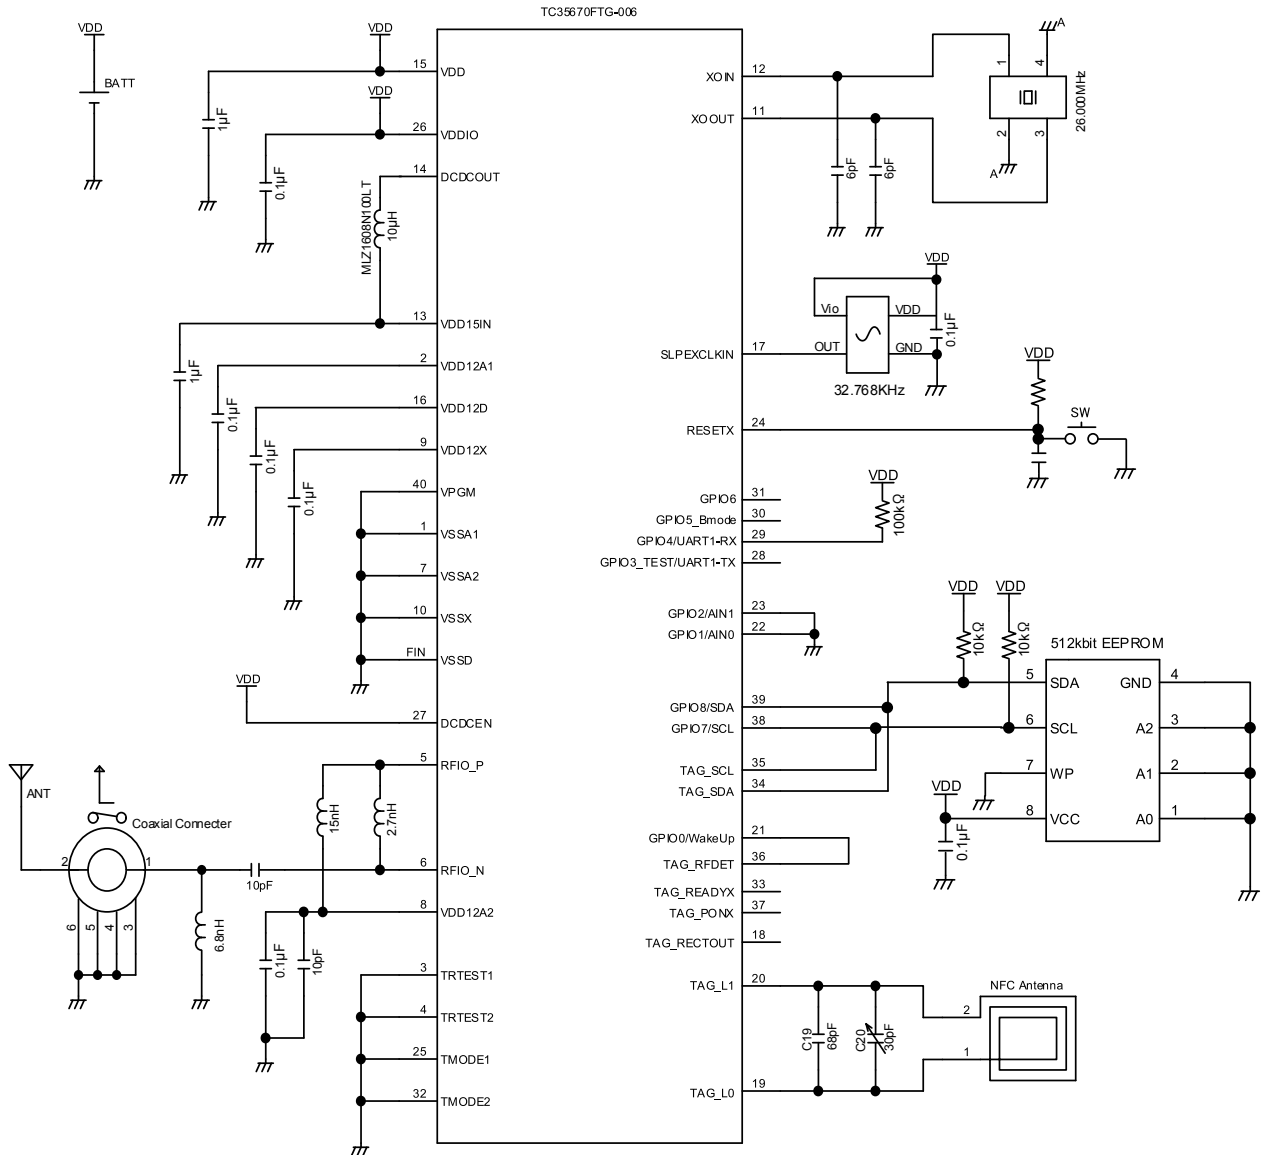 TC35670FTG-006
VDD
BATT
VDD
15
VDD
1µF
VDD
26
VDDIO
0.1µF
14
DCDCOUT
MLZ1608N100LT
10µH
13
VDD15IN
1µF
2
VDD12A1
0.1µF
16
VDD12D
0.1µF
9
VDD12X
0.1µF
40
VPGM
1
VSSA1
7
VSSA2
10
VSSX
FIN
VSSD
VDD
27
DCDCEN
5
RFIO_P
ANT
Coaxial Connecter
15nH
2.7nH
2
1
10pF
6
RFIO_N
6
5
4
3
6.8nH
8
VDD12A2
0.1µF
10pF
3
TRTEST1
4
TRTEST2
25
TMODE1
32
TMODE2
XOIN
12
XOOUT
11
6pF
6pF
A
1
4
26.000MHz
2
3
A
VDD
Vio
VDD
OUT
GND
0.1µF
32.768KHz
SLPEXCLKIN
17
VDD
SW
RESETX
24
VDD
100kΩ
GPIO6
31
GPIO5_Bmode
30
GPIO4/UART1-RX
29
GPIO3_TEST/UART1-TX
28
GPIO2/AIN1
23
GPIO1/AIN0
22
VDD
VDD
10kΩ
10kΩ
512kbit EEPROM
5
SDA
GND
4
6
SCL
A2
3
7
WP
A1
2
8
VCC
A0
1
VDD
0.1µF
GPIO8/SDA
39
GPIO7/SCL
38
TAG_SCL
35
TAG_SDA
34
GPIO0/WakeUp
21
TAG_RFDET
36
TAG_READYX
33
TAG_PONX
37
TAG_RECTOUT
18
TAG_L1
20
C19
68pF
C20
30pF
NFC Antenna
2
1
TAG_L0
19